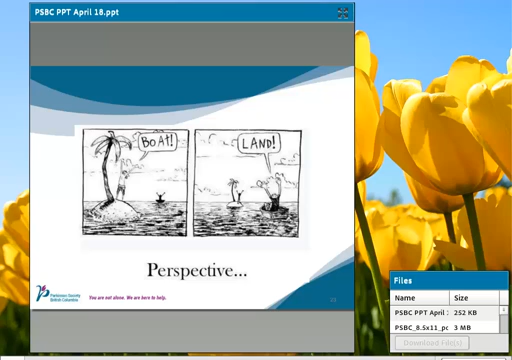 PSBC PPT April 18.ppt
BOAT!
LAND!
Perspective...
Parkinson Society
British Columbia
You are not alone. We are here to help.
Files
Name Size
PSBC PPT April 252 KB
PSBC_8.5x11_pc 3 MB
Download File(s)